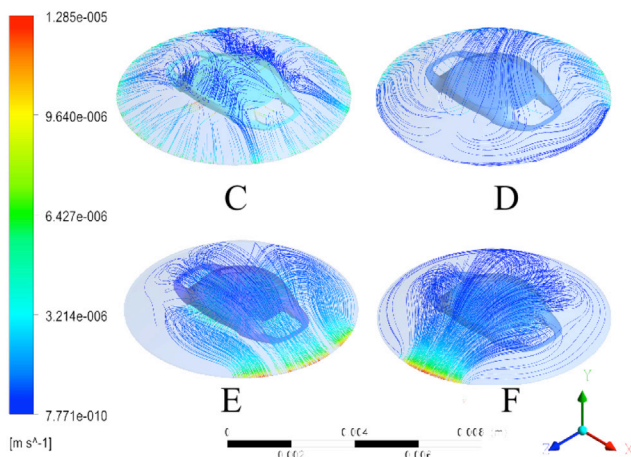 1.285e-005
9.640e-006
6.427e-006
3.214e-006
7.771e-010
[m s^-1]
C
D
E
F
0
0.004
0.008
0.002
0.006
Y
Z
X